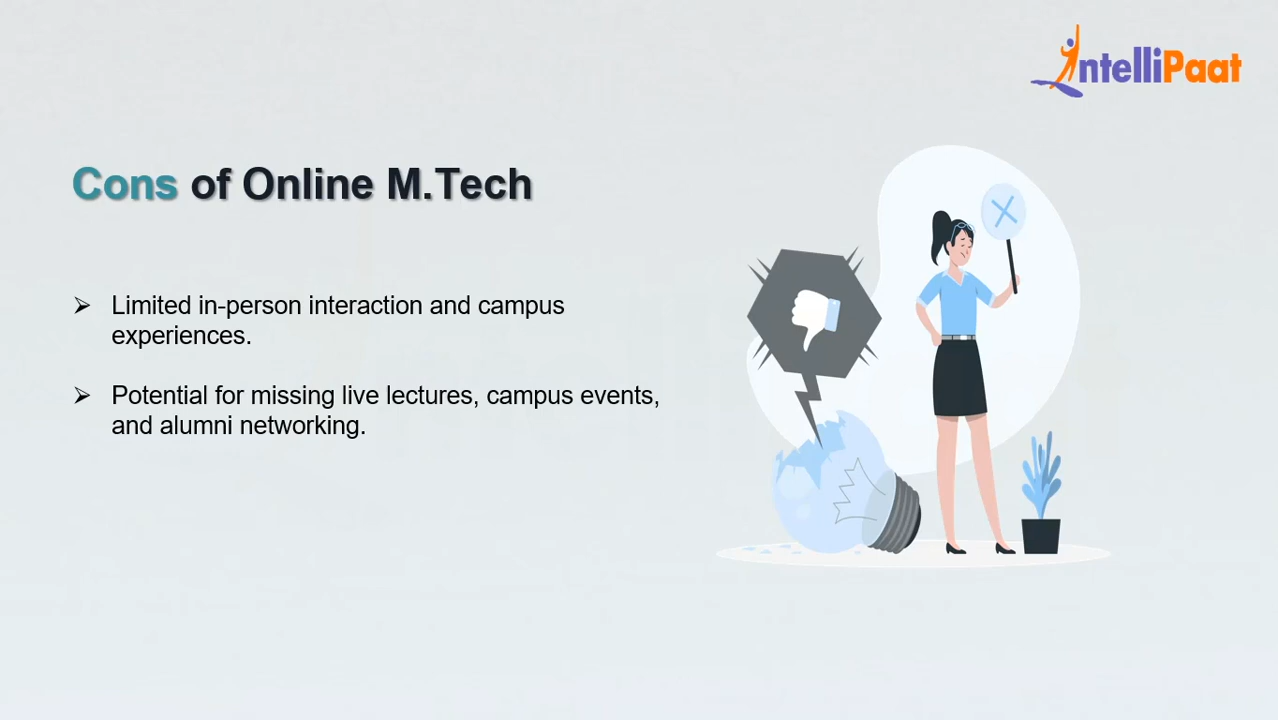 IntelliPaat
Cons of Online M.Tech
➢ Limited in-person interaction and campus
experiences.
➢ Potential for missing live lectures, campus events,
and alumni networking.